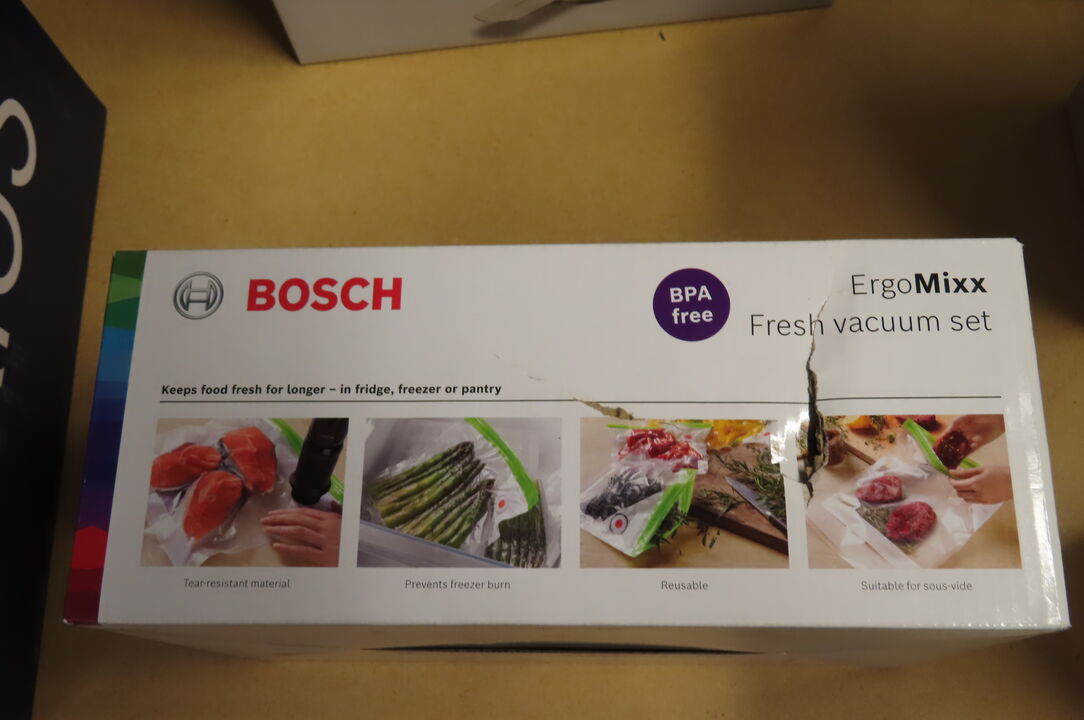 BOSCH
BPA
free
ErgoMixx
Fresh vacuum set
Keeps food fresh for longer – in fridge, freezer or pantry
Tear-resistant material
Prevents freezer burn
Reusable
Suitable for sous-vide